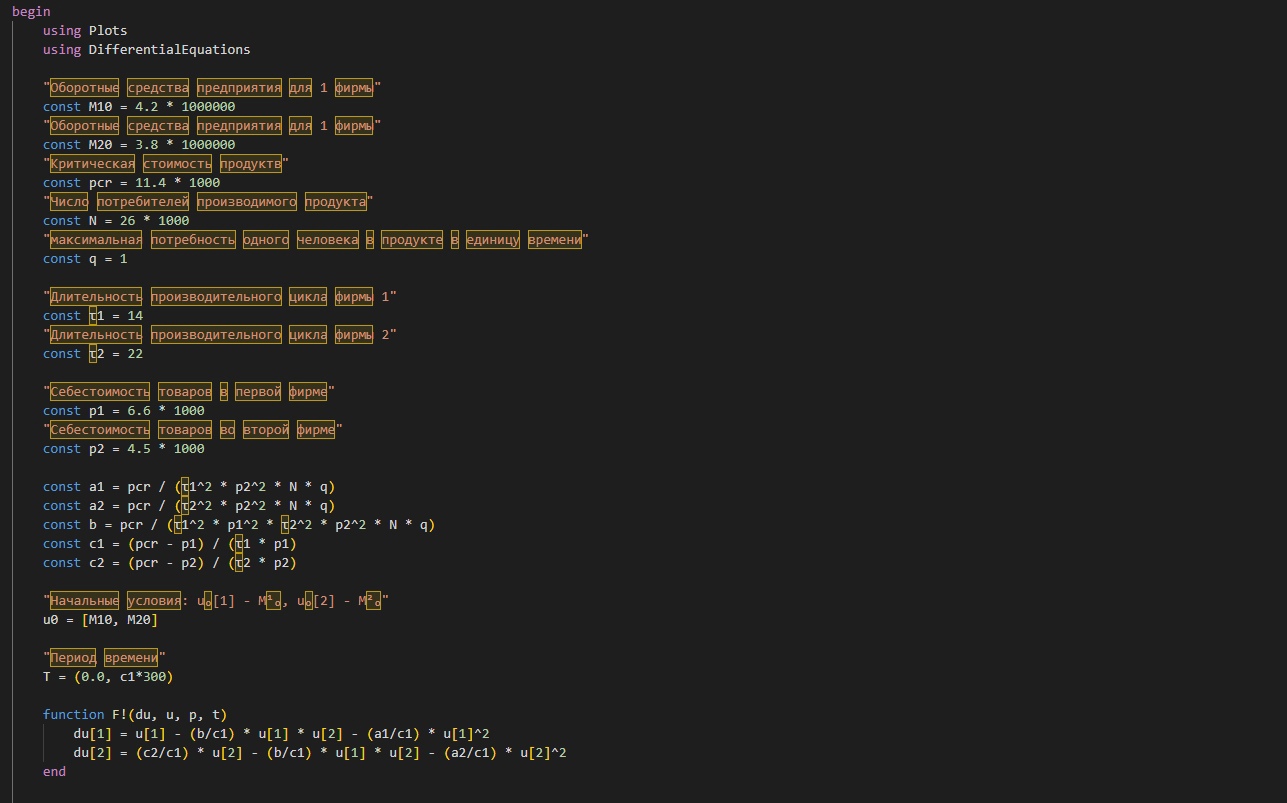 begin
using Plots
using DifferentialEquations
"Оборотные средства предприятия для 1 фирмы"
const M10 = 4.2 * 1000000
"Оборотные средства предприятия для 1 фирмы"
const M20 = 3.8 * 1000000
"Критическая стоимость продуктв"
const pcr = 11.4 * 1000
"Число потребителей производимого продукта"
const N = 26 * 1000
"максимальная потребность одного человека в продукте в единицу времени"
const q = 1
"Длительность производительного цикла фирмы 1"
const τ1 = 14
"Длительность производительного цикла фирмы 2"
const τ2 = 22
"Себестоимость товаров в первой фирме"
const p1 = 6.6 * 1000
"Себестоимость товаров во второй фирме"
const p2 = 4.5 * 1000
const a1 = pcr / (τ1^2 * p2^2 * N * q)
const a2 = pcr / (τ2^2 * p2^2 * N * q)
const b = pcr / (τ1^2 * p1^2 * τ2^2 * p2^2 * N * q)
const c1 = (pcr - p1) / (τ1 * p1)
const c2 = (pcr - p2) / (τ2 * p2)
"Начальные условия: u₀[1] - M¹₀, u₀[2] - M²₀"
u0 = [M10, M20]
"Период времени"
T = (0.0, c1*300)
function F!(du, u, p, t)
du[1] = u[1] - (b/c1) * u[1] * u[2] - (a1/c1) * u[1]^2
du[2] = (c2/c1) * u[2] - (b/c1) * u[1] * u[2] - (a2/c1) * u[2]^2
end